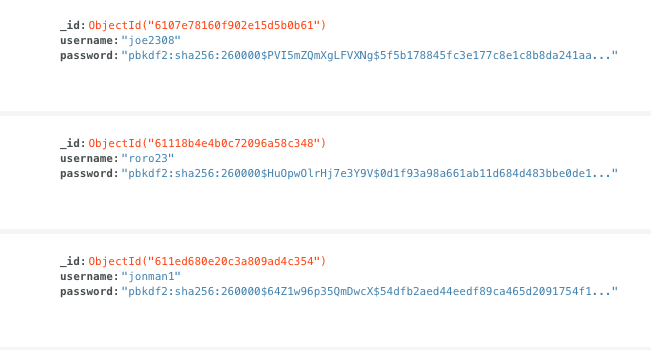 _id: ObjectId("6107e78160f902e15d5b0b61")
username: "joe2308"
password: "pbkdf2:sha256:260000$PVI5mZQmXgLFVXNg$5f5b178845fc3e177c8e1c8b8da241aa..."
_id: ObjectId("61118b4e4b0c72096a58c348")
username: "roro23"
password: "pbkdf2:sha256:260000$HuOpwOlrHj7e3Y9V$0d1f93a98a661ab11d684d483bbe0de1..."
_id: ObjectId("611ed680e20c3a809ad4c354")
username: "jonman1"
password: "pbkdf2:sha256:260000$64Z1w96p35QmDwcX$54dfb2aed44eedf89ca465d2091754f1..."